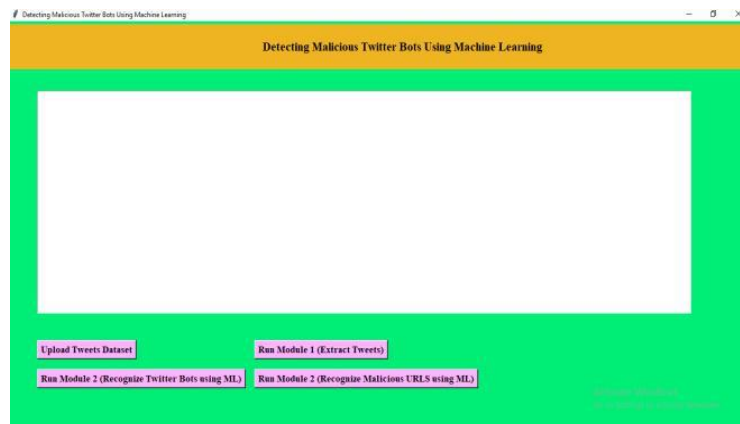 Detecting Malicious Twitter Bots Using Machine Learning
Detecting Malicious Twitter Bots Using Machine Learning
Upload Tweets Dataset
Run Module 1 (Extract Tweets)
Run Module 2 (Recognize Twitter Bots using ML)
Run Module 2 (Recognize Malicious URLS using ML)
Activate Windows